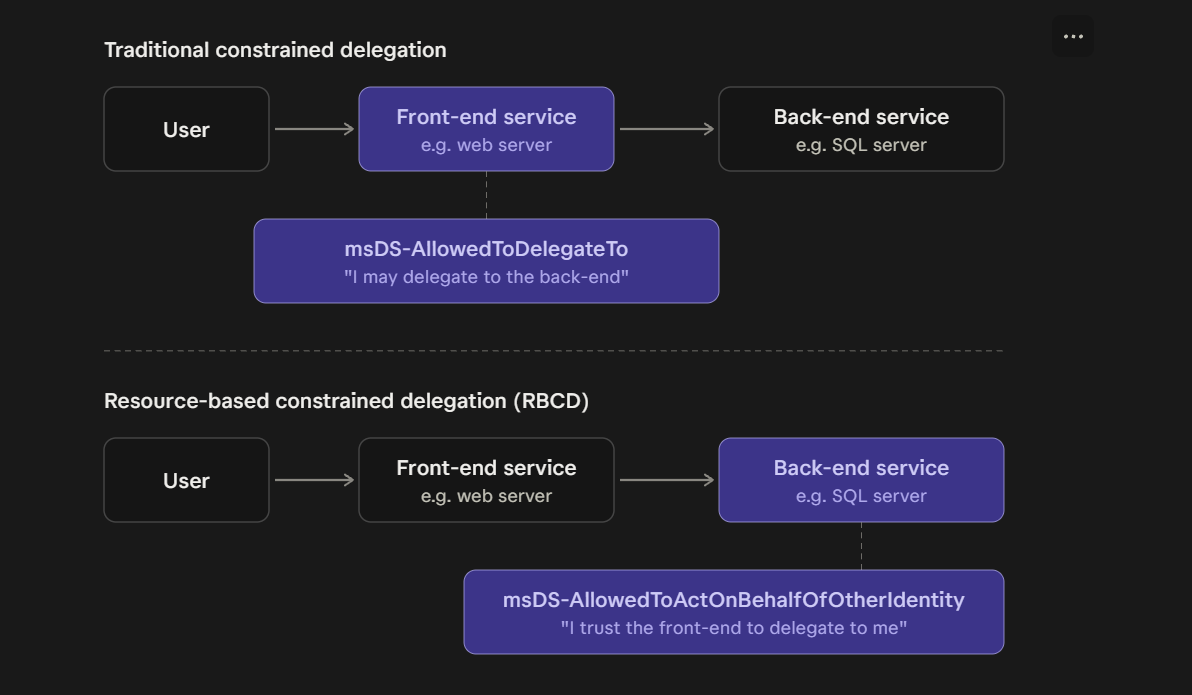 Traditional constrained delegation
User
Front-end service
e.g. web server
Back-end service
e.g. SQL server
msDS-AllowedToDelegateTo
"I may delegate to the back-end"
Resource-based constrained delegation (RBCD)
User
Front-end service
e.g. web server
Back-end service
e.g. SQL server
msDS-AllowedToActOnBehalfOfOtherIdentity
"I trust the front-end to delegate to me"